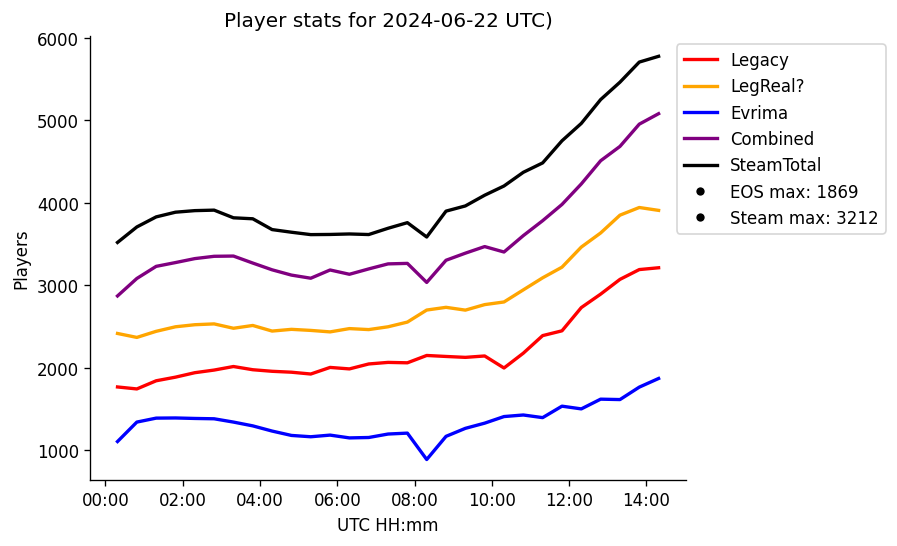 Player stats for 2024-06-22 UTC)
6000
5000
4000
3000
2000
1000
Players
00:00 02:00 04:00 06:00 08:00 10:00 12:00 14:00
UTC HH:mm
Legacy
LegReal?
Evrima
Combined
SteamTotal
EOS max: 1869
Steam max: 3212